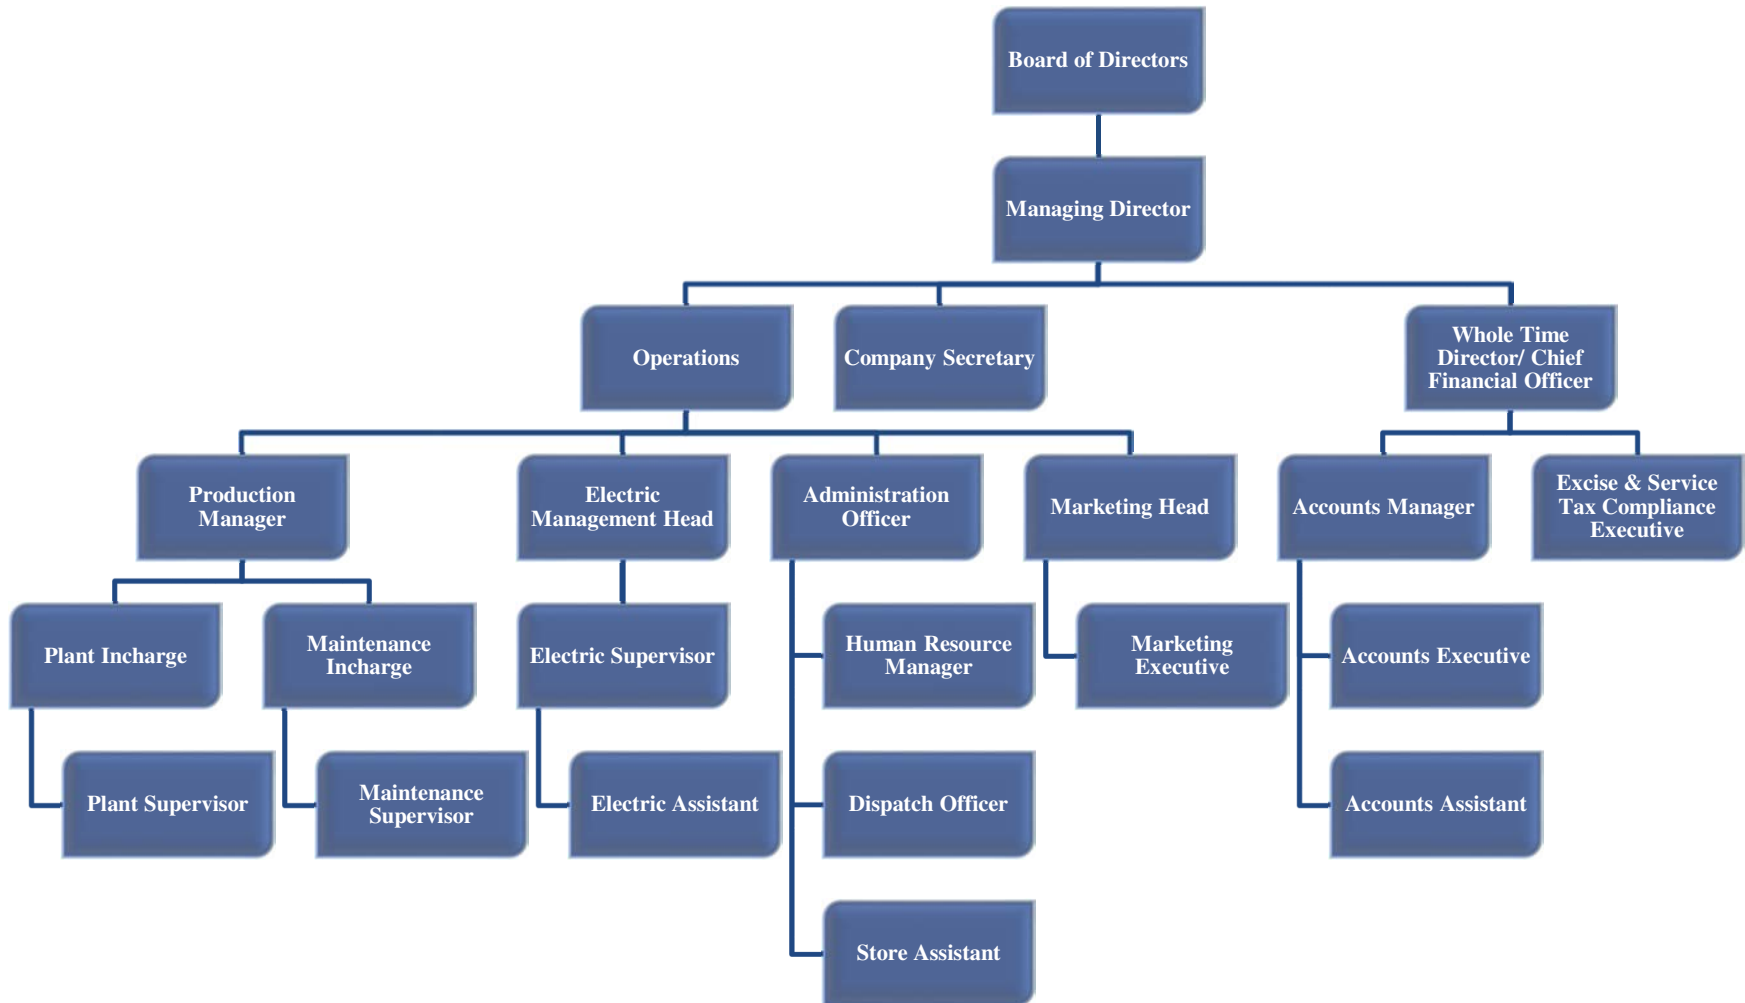 Board of Directors
Managing Director
Operations
Company Secretary
Whole Time
Director/ Chief
Financial Officer
Production
Manager
Electric
Management Head
Administration
Officer
Marketing Head
Accounts Manager
Excise & Service
Tax Compliance
Executive
Plant Incharge
Maintenance
Incharge
Electric Supervisor
Human Resource
Manager
Marketing
Executive
Accounts Executive
Plant Supervisor
Maintenance
Supervisor
Electric Assistant
Dispatch Officer
Accounts Assistant
Store Assistant